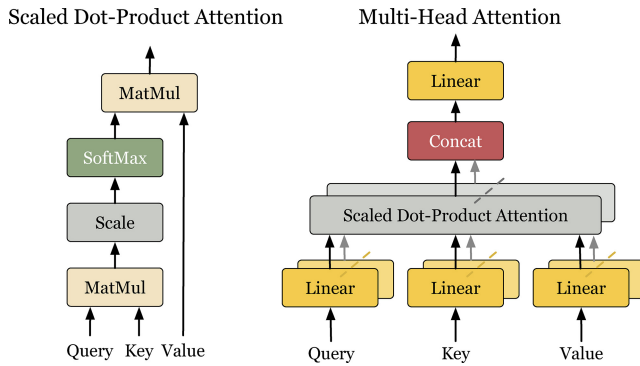 Scaled Dot-Product Attention
MatMul
SoftMax
Scale
MatMul
Query Key Value
Multi-Head Attention
Linear
Concat
Scaled Dot-Product Attention
Linear Linear Linear
Query Key Value